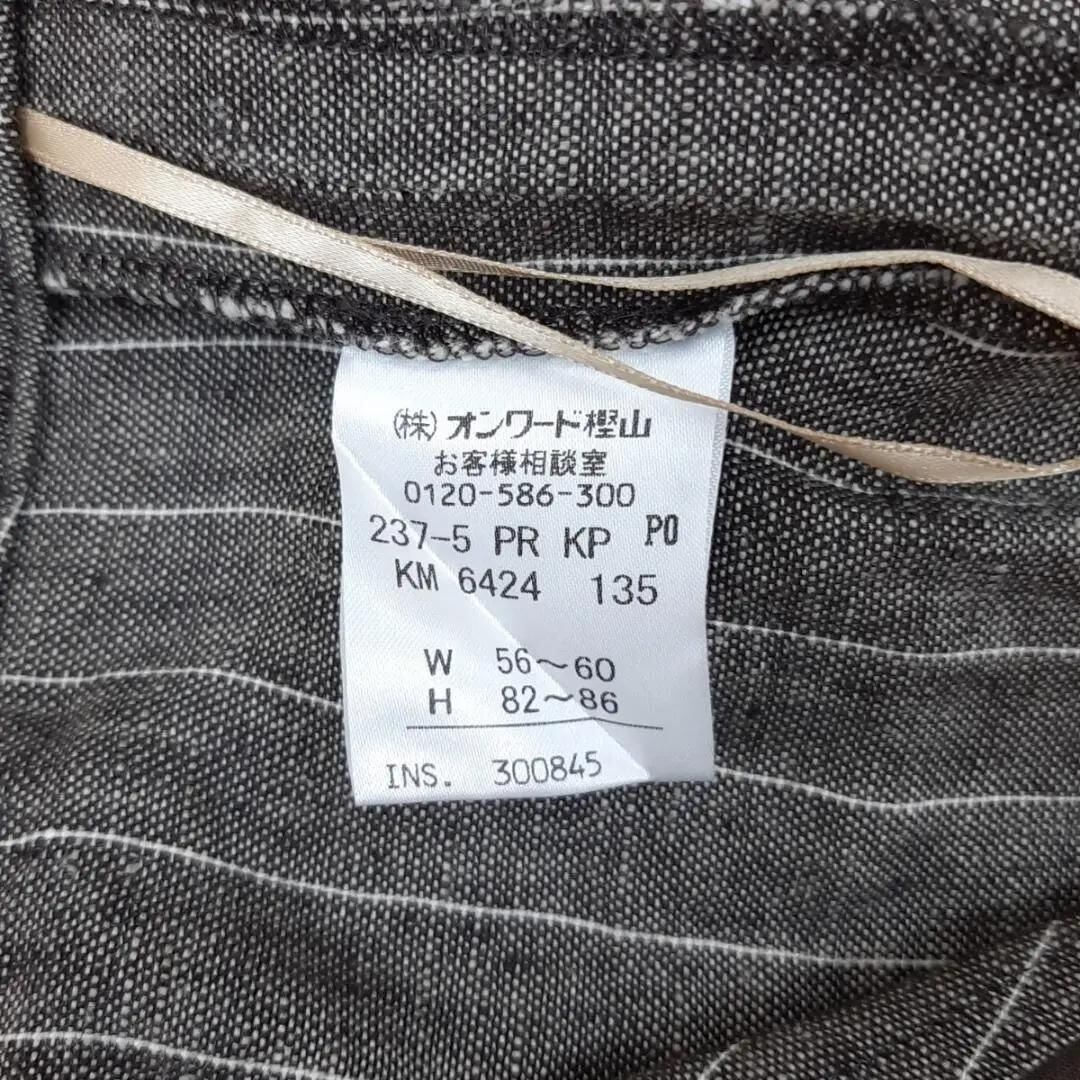 (株)オンワード樫山
お客様相談室
0120-586-300
237-5 PR KP PO
KM 6424 135
W 56～60
H 82～86
INS. 300845